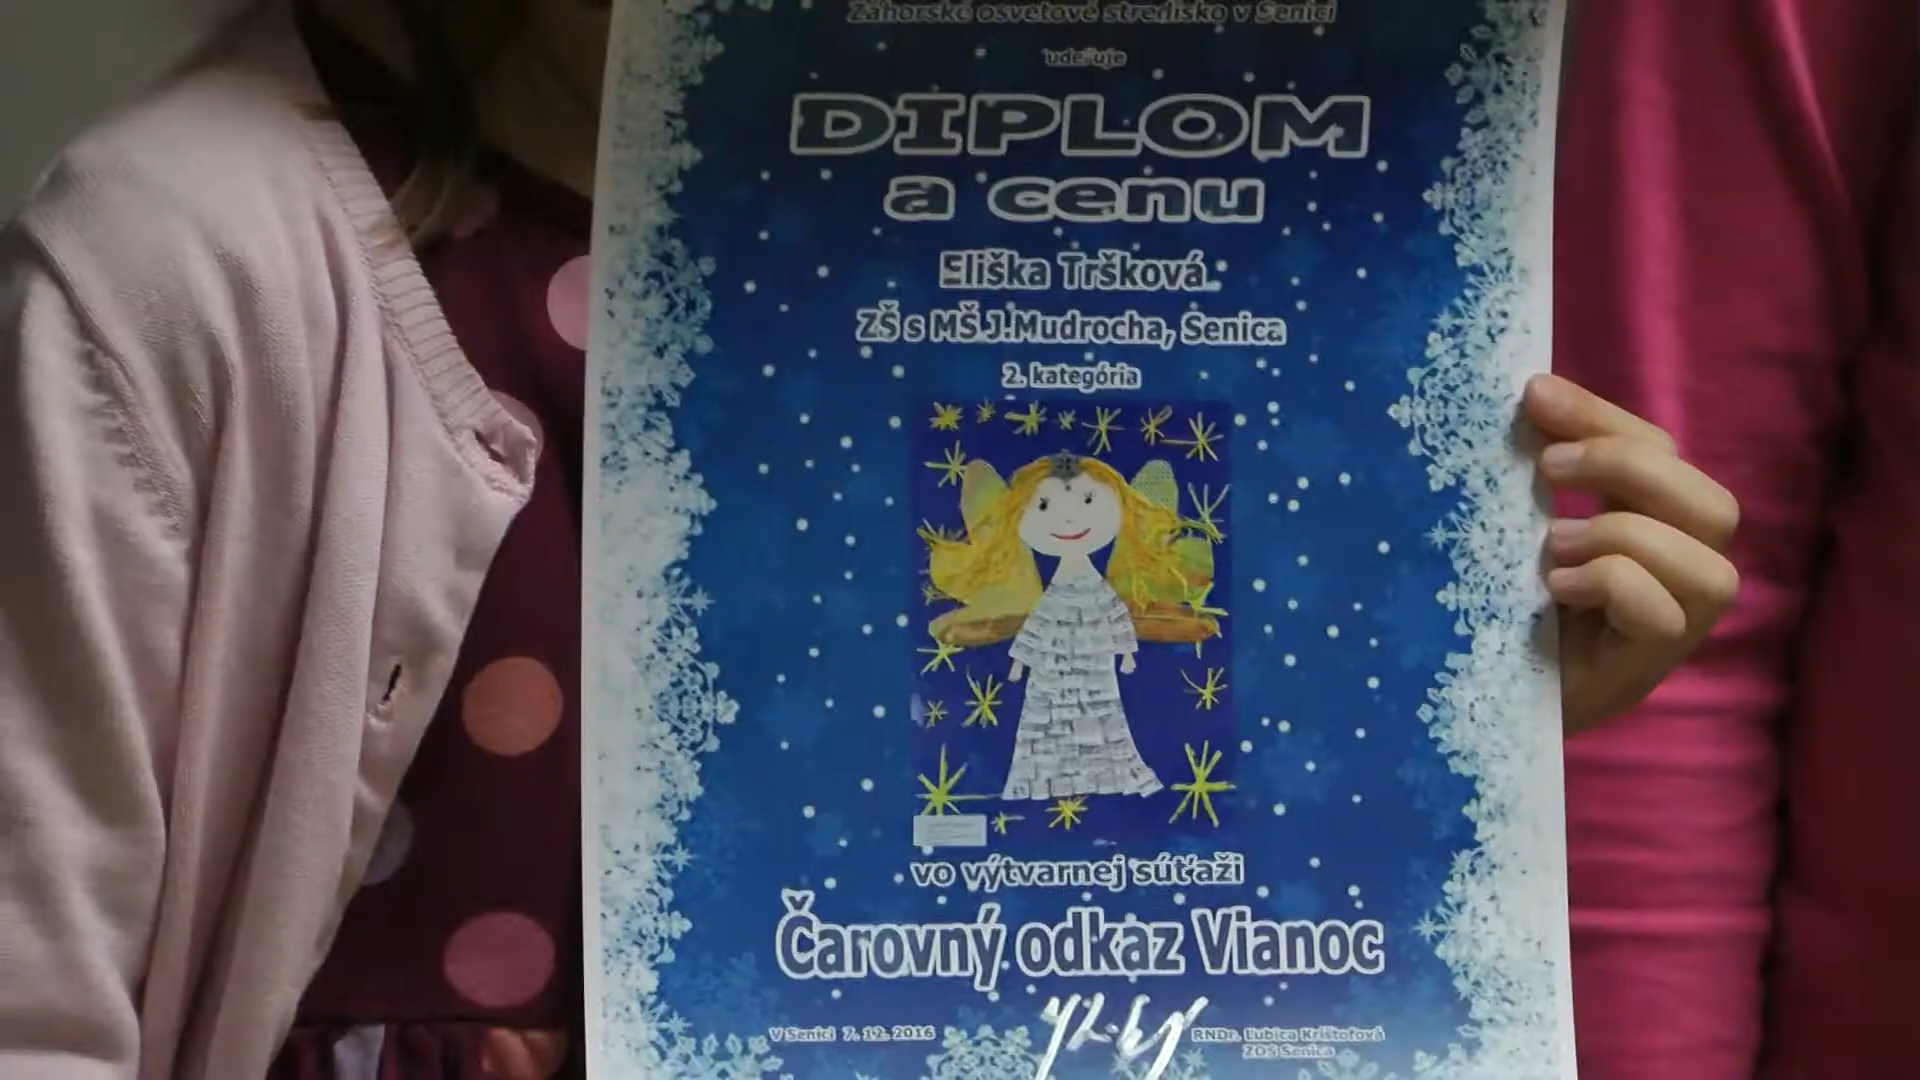 Záhorské osvetové stredisko v Senici
udeľuje
DIPLOM
a cenu
Eliška Tršková
ZŠ s MŠ J.Mudrocha, Senica
2. kategória
vo výtvarnej súťaži
Čarovný odkaz Vianoc
V Senici 7. 12. 2016
RNDr. Ľubica Krištofová
ZOS Senica